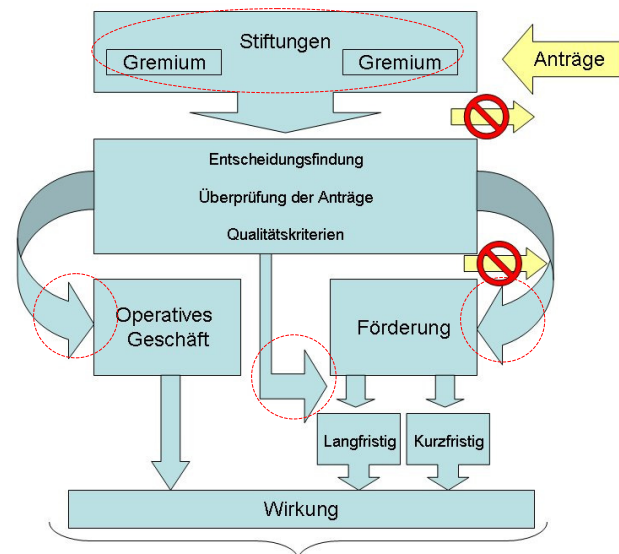 Stiftungen
Gremium
Gremium
Anträge
Entscheidungsfindung
Überprüfung der Anträge
Qualitätskriterien
Operatives
Geschäft
Förderung
Langfristig
Kurzfristig
Wirkung